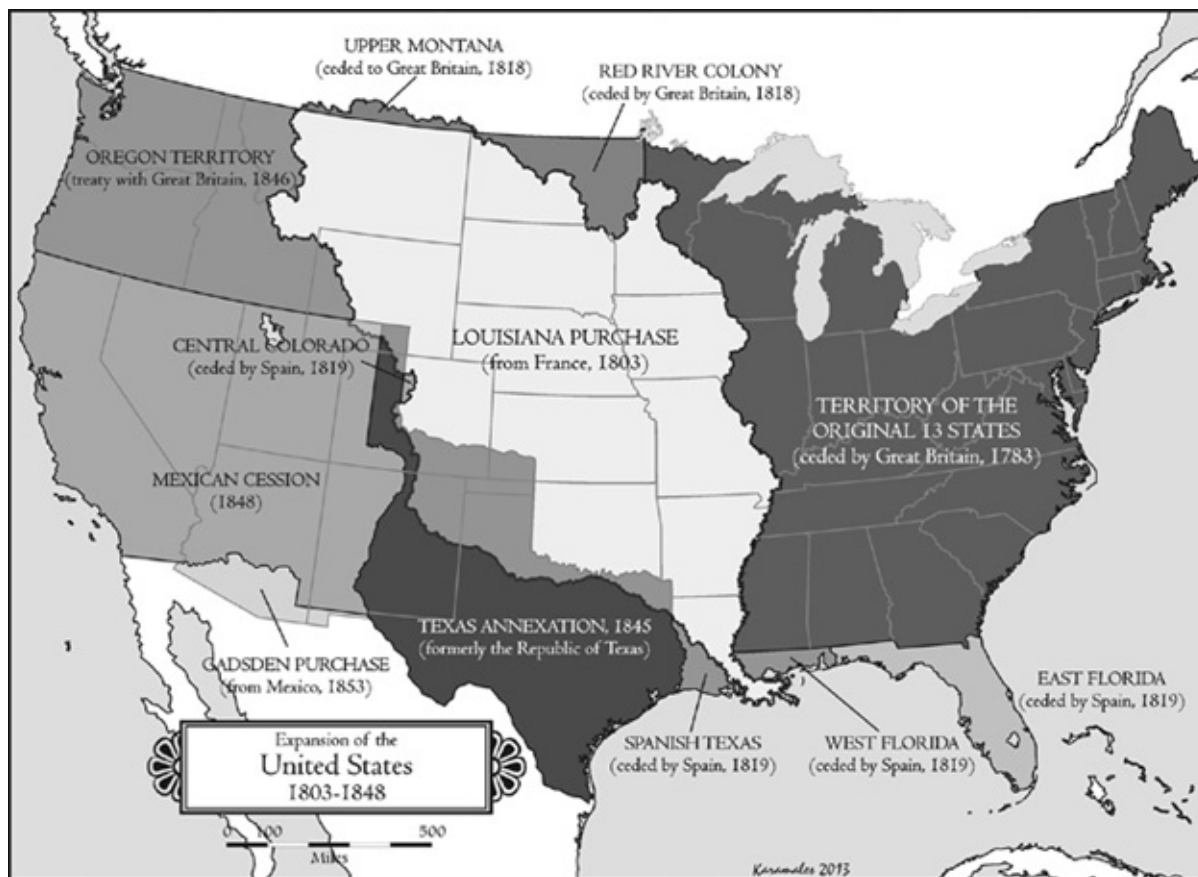 UPPER MONTANA
(ceded to Great Britain, 1818)
RED RIVER COLONY
(ceded by Great Britain, 1818)
OREGON TERRITORY
(treaty with Great Britain, 1846)
CENTRAL COLORADO
(ceded by Spain, 1819)
LOUISIANA PURCHASE
(from France, 1803)
TERRITORY OF THE
ORIGINAL 13 STATES
(ceded by Great Britain, 1783)
MEXICAN CESSION
(1848)
TEXAS ANNEXATION, 1845
(formerly the Republic of Texas)
GADSDEN PURCHASE
(from Mexico, 1853)
EAST FLORIDA
(ceded by Spain, 1819)
SPANISH TEXAS
(ceded by Spain, 1819)
WEST FLORIDA
(ceded by Spain, 1819)
Expansion of the
United States
1803-1848
0 100 500
Miles
Karamales 2013